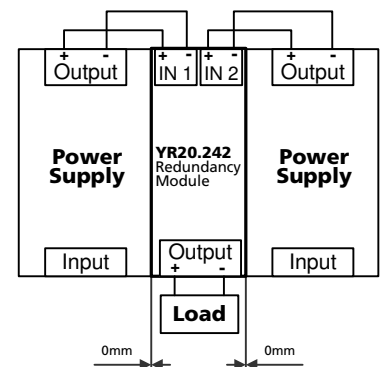 + - + - + - + -
Output IN 1 IN 2 Output
Power Supply
YR20.242
Redundancy
Module
Power Supply
Input
Output
+ -
Input
Load
0mm 0mm